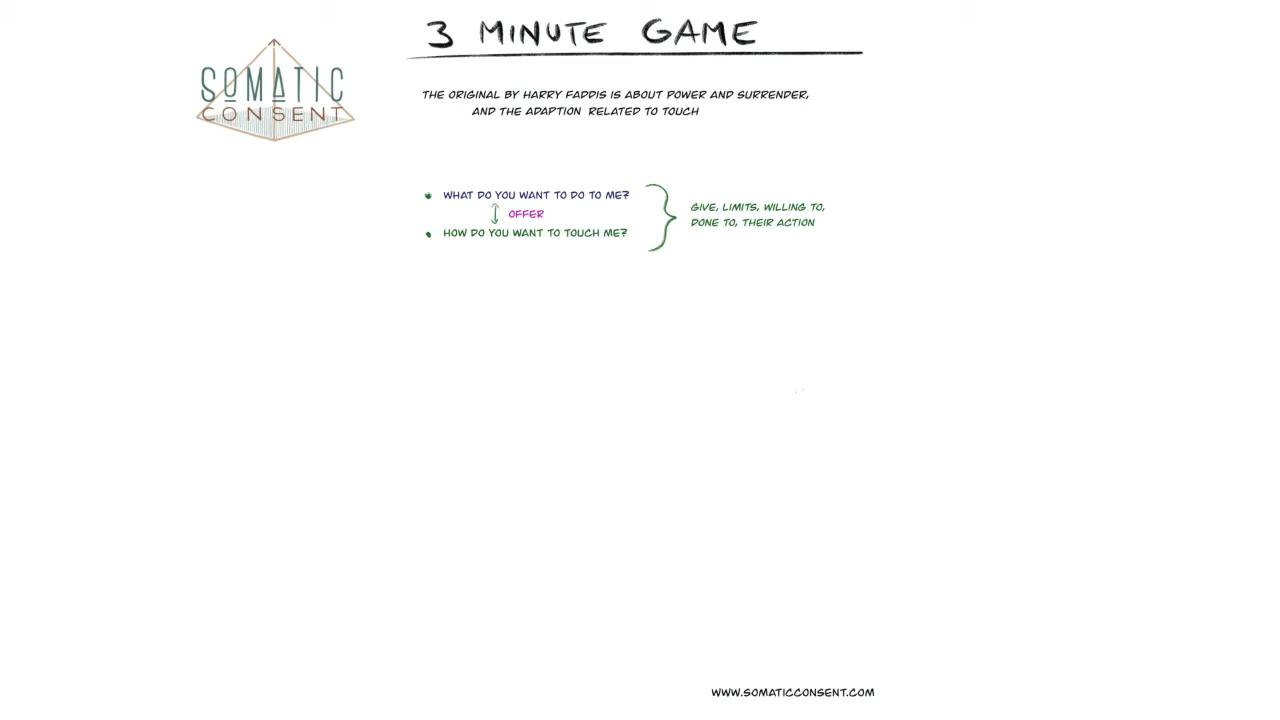 3 MINUTE GAME
SOMATIC
CONSENT
THE ORIGINAL BY HARRY FADDIS IS ABOUT POWER AND SURRENDER,
AND THE ADAPTION RELATED TO TOUCH
WHAT DO YOU WANT TO DO TO ME?
OFFER
HOW DO YOU WANT TO TOUCH ME?
GIVE, LIMITS, WILLING TO,
DONE TO, THEIR ACTION
WWW.SOMATICCONSENT.COM